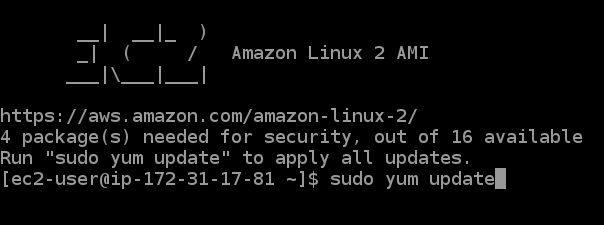 __|  __|_  )
       _|  (     /   Amazon Linux 2 AMI
      ___|\___|___|
https://aws.amazon.com/amazon-linux-2/
4 package(s) needed for security, out of 16 available
Run "sudo yum update" to apply all updates.
[ec2-user@ip-172-31-17-81 ~]$ sudo yum update